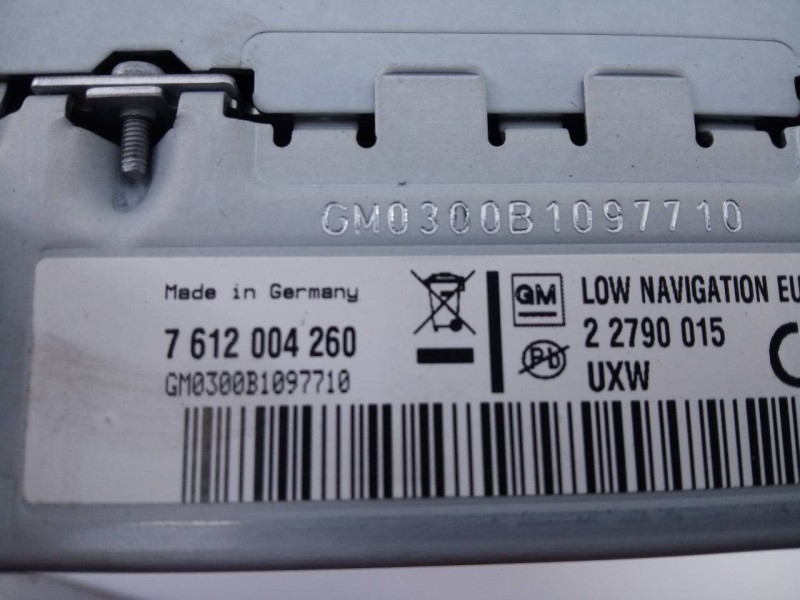 GM0300B1097710
Made in Germany
7 612 004 260
GM0300B1097710
GM
LOW NAVIGATION EU
2 2790 015
Pb
UXW